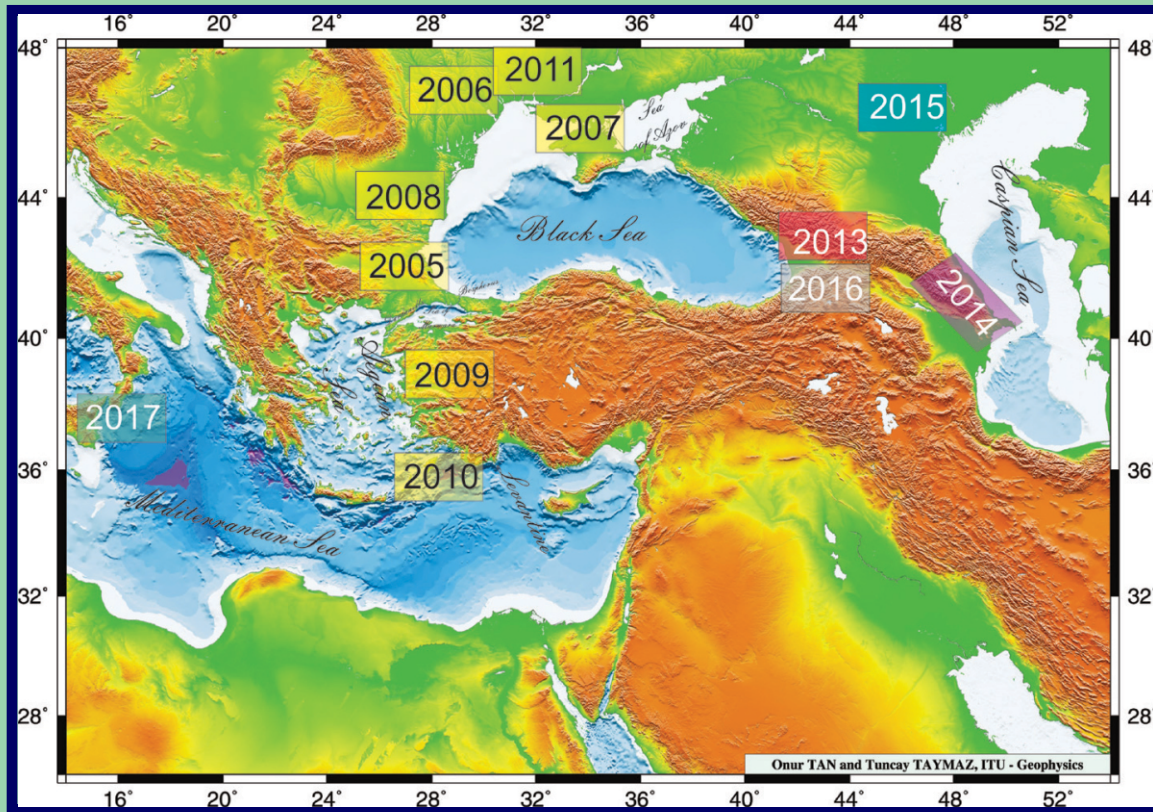 16° 20° 24° 28° 32° 36° 40° 44° 48° 52°
48° 48°
2011
2006
2015
2007
Sea
of Azov
44° 44°
2008
Caspian Sea
Black Sea
2013
2005
2014
2016
Bosphorus
40° 40°
Aegean
Sea
2009
2017
36° 36°
2010
Levantine
Mediterranean Sea
32° 32°
28° 28°
Onur TAN and Tuncay TAYMAZ, ITU - Geophysics
16° 20° 24° 28° 32° 36° 40° 44° 48° 52°